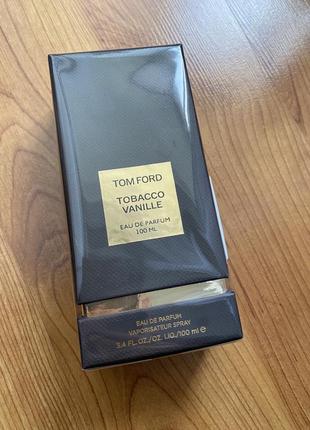 TOM FORD
TOBACCO
VANILLE
EAU DE PARFUM
100 ML
EAU DE PARFUM
VAPORISATEUR SPRAY
3.4 FL.OZ./OZ. LIQ./100 ml e